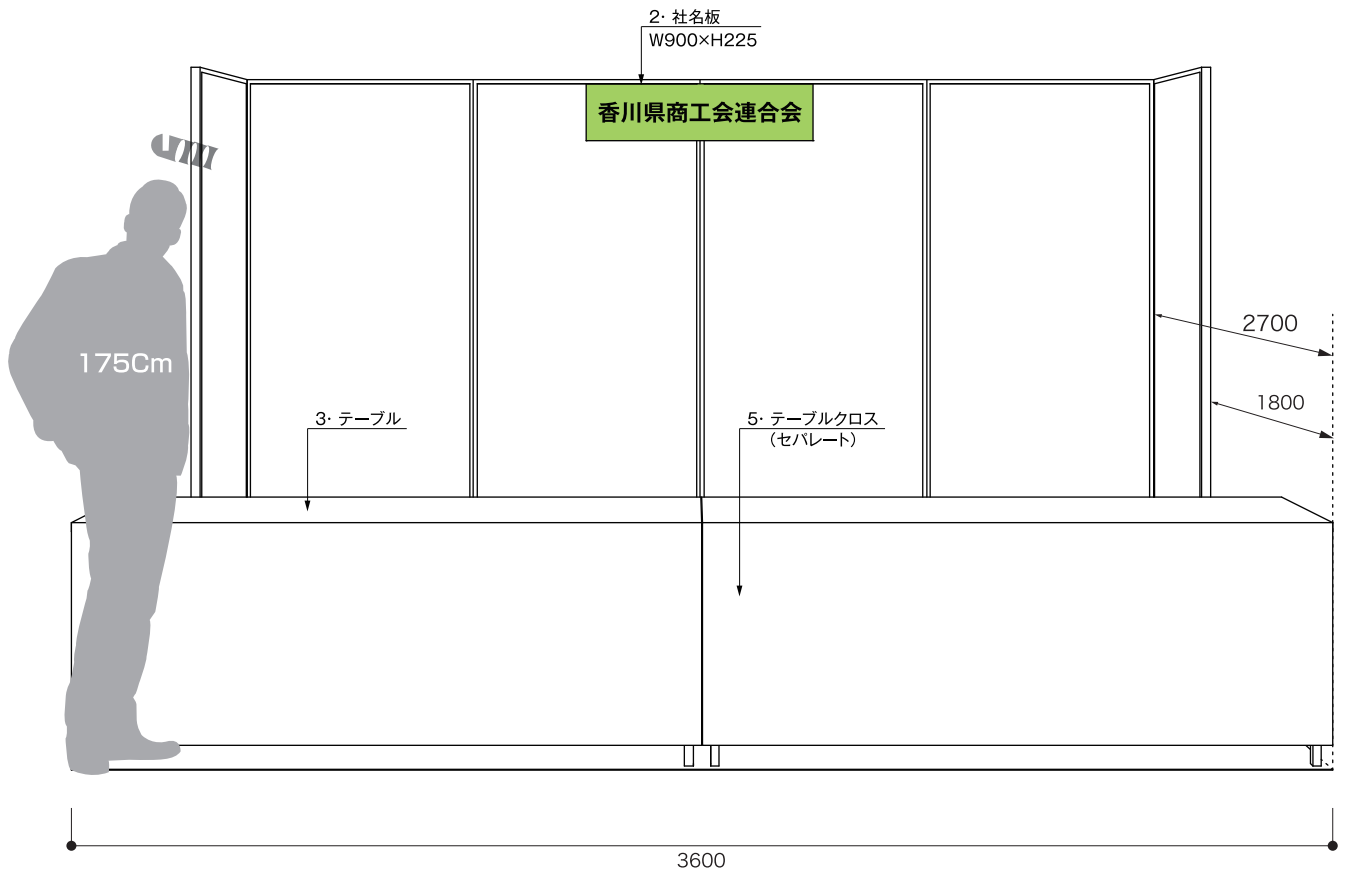 2・社名板
W900×H225
香川県商工会連合会
175Cm
2700
1800
3・テーブル
5・テーブルクロス
（セパレート）
3600